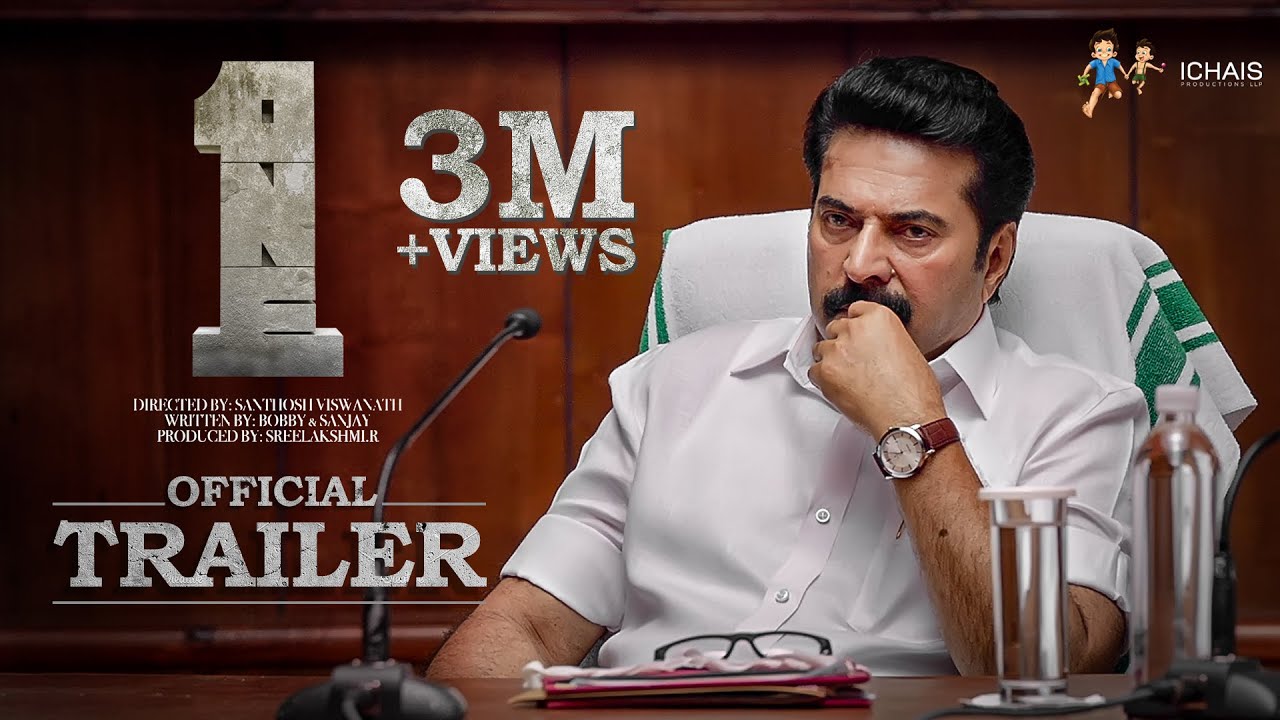 1
ONE
3M
+VIEWS
DIRECTED BY: SANTHOSH VISWANATH
WRITTEN BY: BOBBY & SANJAY
PRODUCED BY: SREELAKSHMI.R
OFFICIAL
TRAILER
ICHAIS
PRODUCTIONS LLP